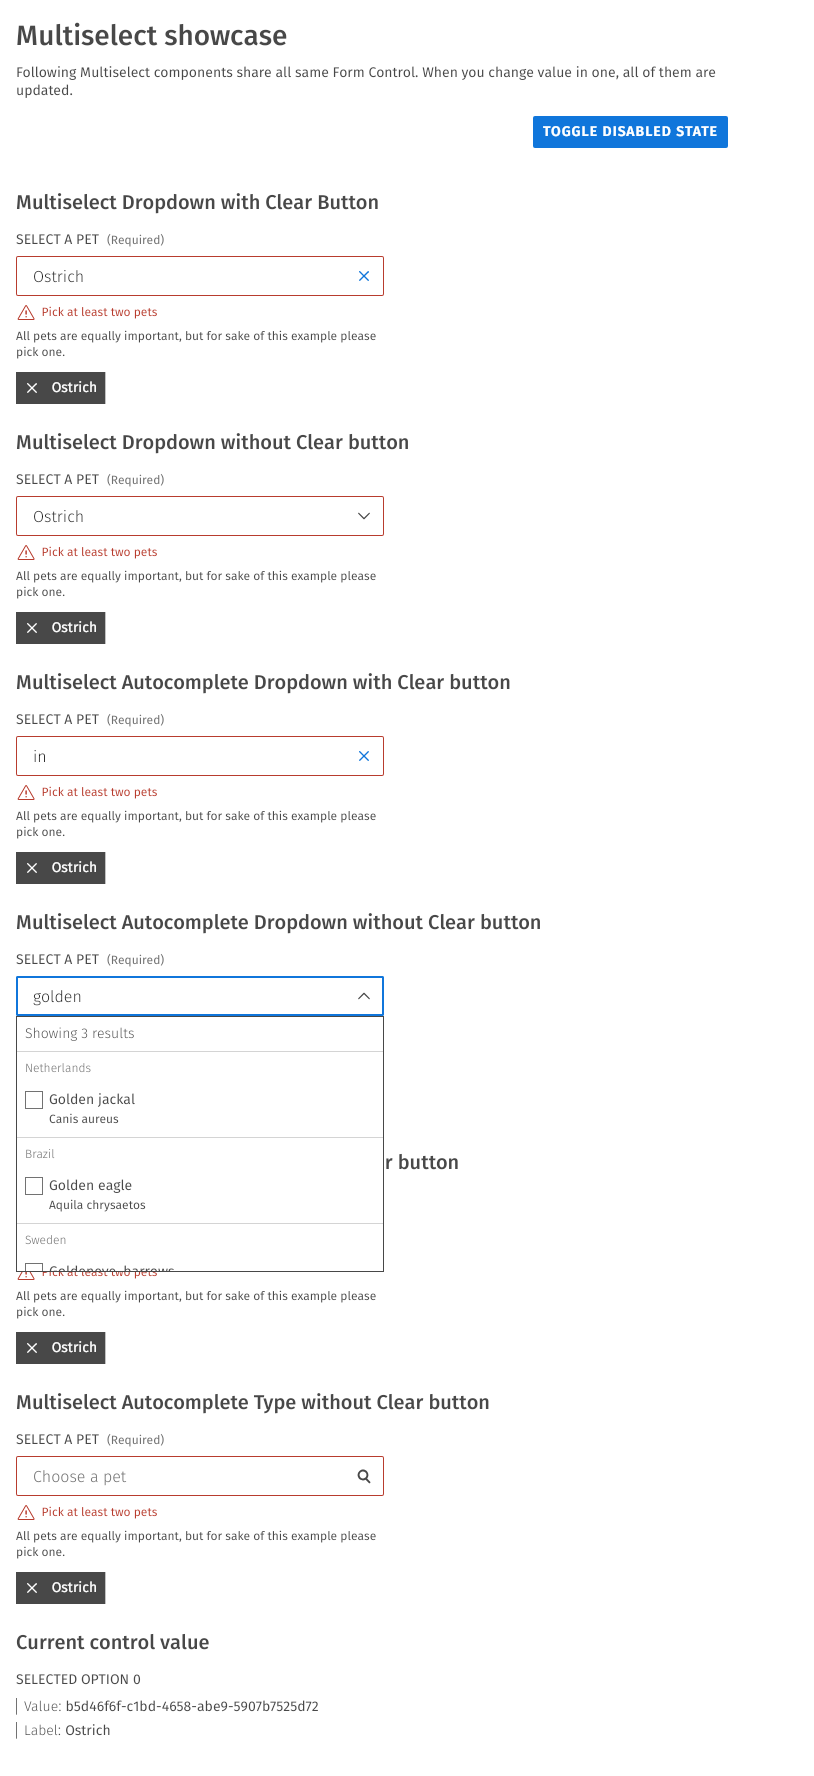 Multiselect showcase
Following Multiselect components share all same Form Control. When you change value in one, all of them are
updated.
TOGGLE DISABLED STATE
Multiselect Dropdown with Clear Button
SELECT A PET (Required)
Ostrich
Pick at least two pets
All pets are equally important, but for sake of this example please
pick one.
Ostrich
Multiselect Dropdown without Clear button
SELECT A PET (Required)
Ostrich
Pick at least two pets
All pets are equally important, but for sake of this example please
pick one.
Ostrich
Multiselect Autocomplete Dropdown with Clear button
SELECT A PET (Required)
in
Pick at least two pets
All pets are equally important, but for sake of this example please
pick one.
Ostrich
Multiselect Autocomplete Dropdown without Clear button
SELECT A PET (Required)
golden
Showing 3 results
Netherlands
Golden jackal
Canis aureus
Brazil
r button
Golden eagle
Aquila chrysaetos
Sweden
Pick at least two pets
All pets are equally important, but for sake of this example please
pick one.
Ostrich
Multiselect Autocomplete Type without Clear button
SELECT A PET (Required)
Choose a pet
Pick at least two pets
All pets are equally important, but for sake of this example please
pick one.
Ostrich
Current control value
SELECTED OPTION 0
Value: b5d46f6f-c1bd-4658-abe9-5907b7525d72
Label: Ostrich